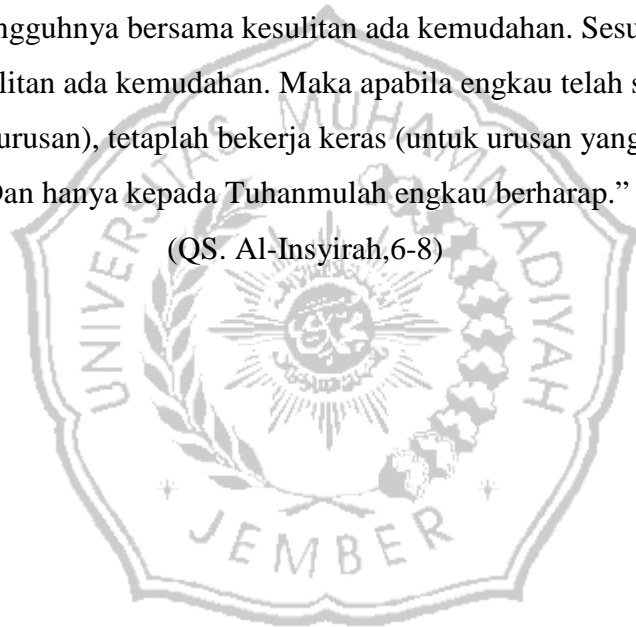 ngguhnya bersama kesulitan ada kemudahan. Sesu
litan ada kemudahan. Maka apabila engkau telah s
urusan), tetaplah bekerja keras (untuk urusan yang
Dan hanya kepada Tuhanmulah engkau berharap.”
(QS. Al-Insyirah,6-8)
UNIVERSITAS MUHAMMADIYAH
JEMBER